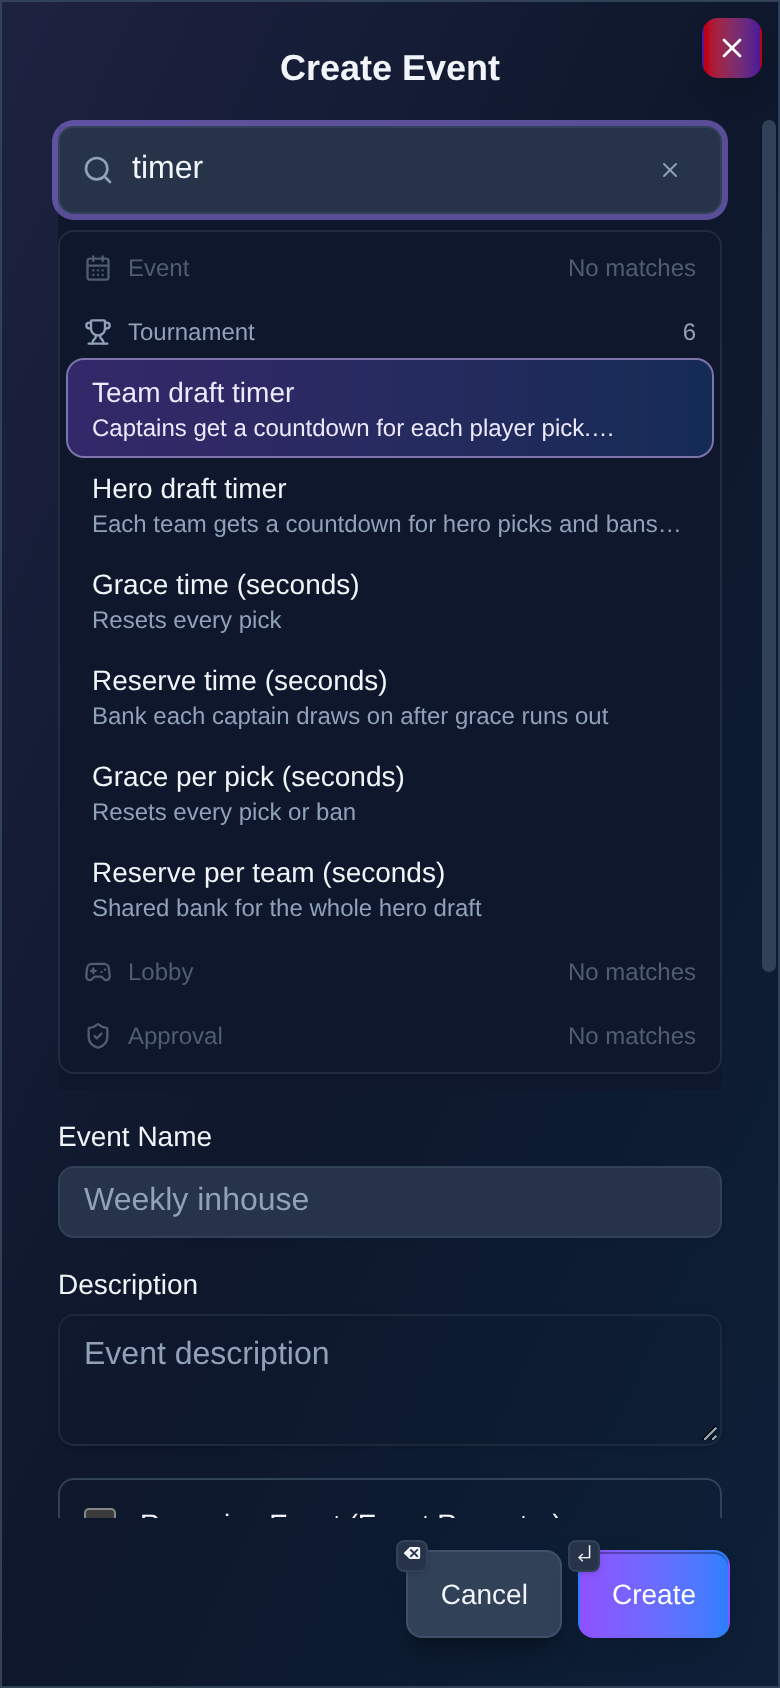 Create Event
timer
Event No matches
Tournament 6
Team draft timer
Captains get a countdown for each player pick.…
Hero draft timer
Each team gets a countdown for hero picks and bans…
Grace time (seconds)
Resets every pick
Reserve time (seconds)
Bank each captain draws on after grace runs out
Grace per pick (seconds)
Resets every pick or ban
Reserve per team (seconds)
Shared bank for the whole hero draft
Lobby No matches
Approval No matches
Event Name
Weekly inhouse
Description
Event description
Cancel
Create